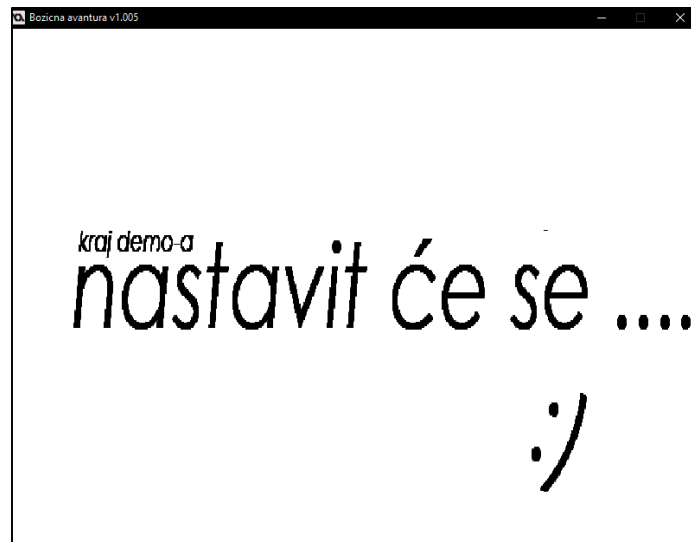 Bozicna avantura v1.005
kraj demo-a
nastavit će se ....
:)